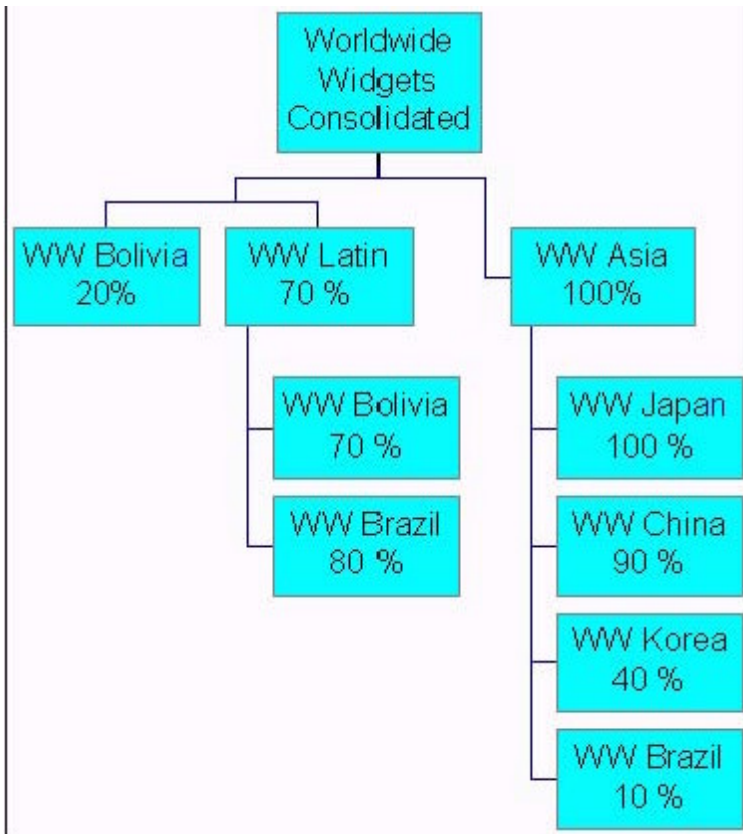 Worldwide
Widgets
Consolidated
WW Bolivia
20%
WW Latin
70 %
WW Asia
100%
WW Bolivia
70 %
WW Brazil
80 %
WW Japan
100 %
WW China
90 %
WW Korea
40 %
WW Brazil
10 %